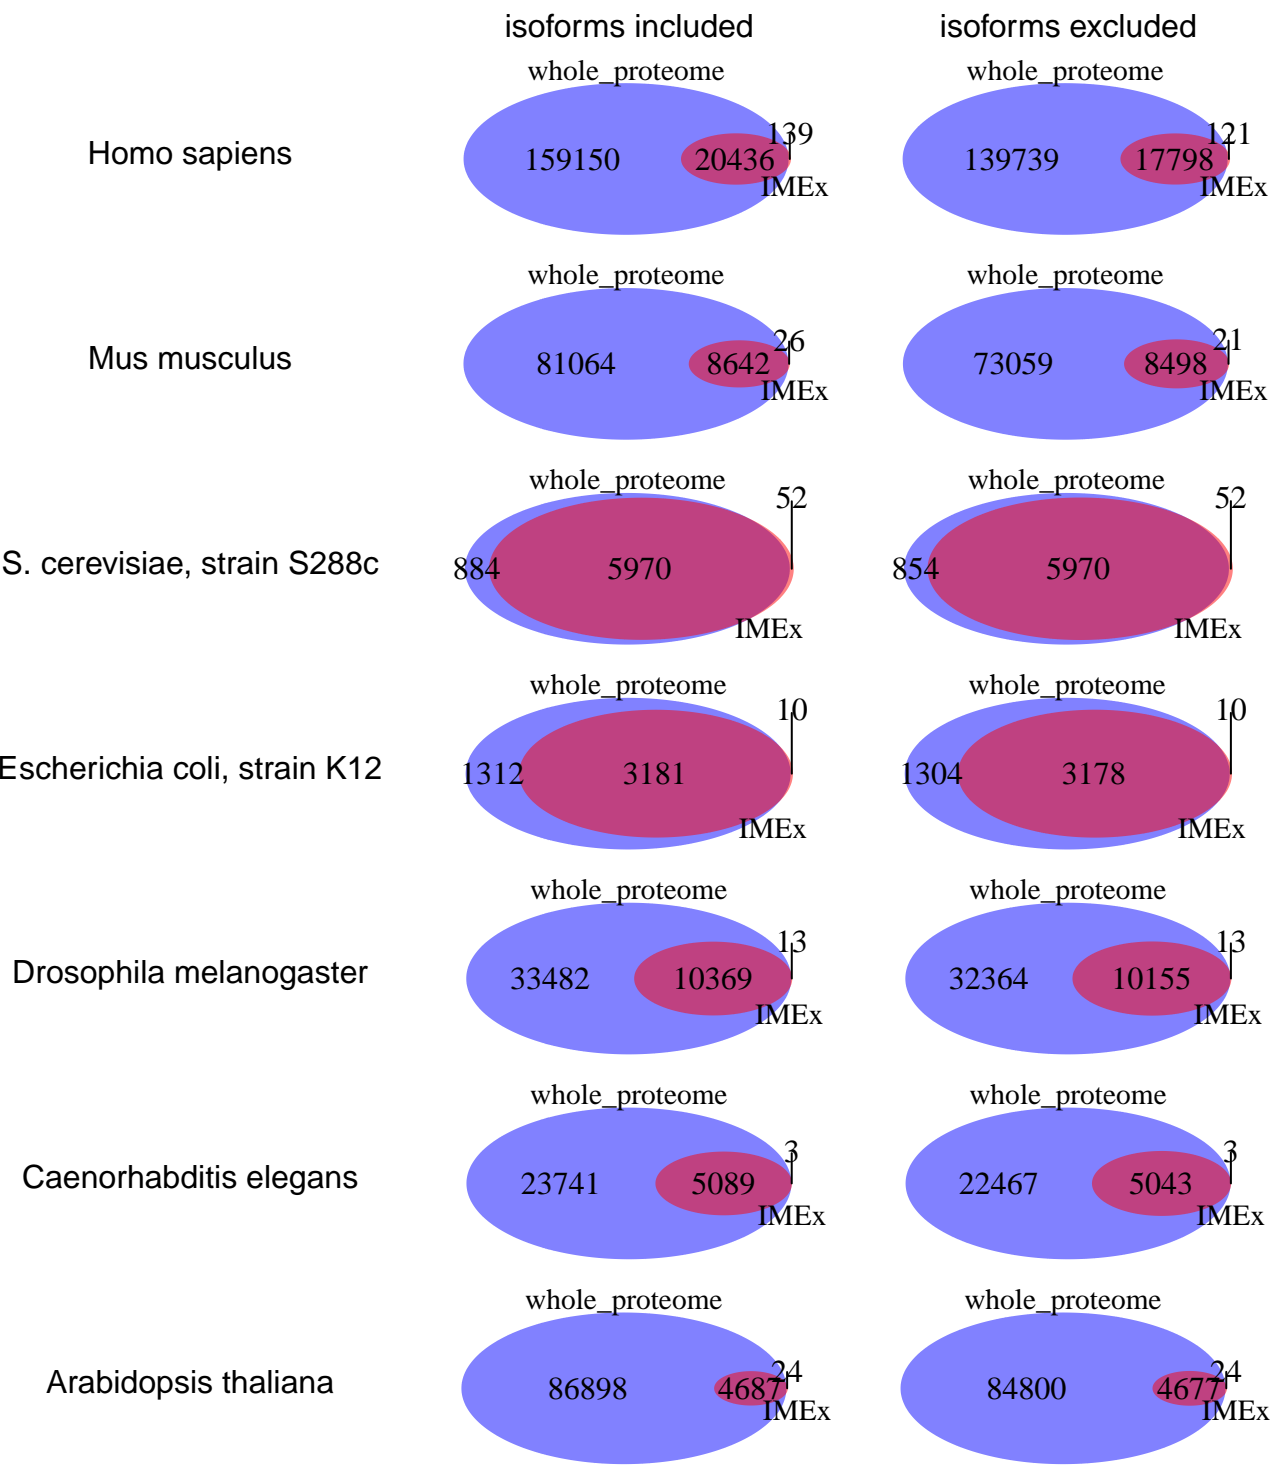 isoforms included isoforms excluded
whole_proteome whole_proteome
139 121
Homo sapiens 159150 20436 139739 17798
IMEx IMEx
whole_proteome whole_proteome
26 21
Mus musculus 81064 8642 73059 8498
IMEx IMEx
whole_proteome whole_proteome
52 52
S. cerevisiae, strain S288c 884 5970 854 5970
IMEx IMEx
whole_proteome whole_proteome
10 10
Escherichia coli, strain K12 1312 3181 1304 3178
IMEx IMEx
whole_proteome whole_proteome
13 13
Drosophila melanogaster 33482 10369 32364 10155
IMEx IMEx
whole_proteome whole_proteome
3 3
Caenorhabditis elegans 23741 5089 22467 5043
IMEx IMEx
whole_proteome whole_proteome
24 24
Arabidopsis thaliana 86898 4687 84800 4677
IMEx IMEx